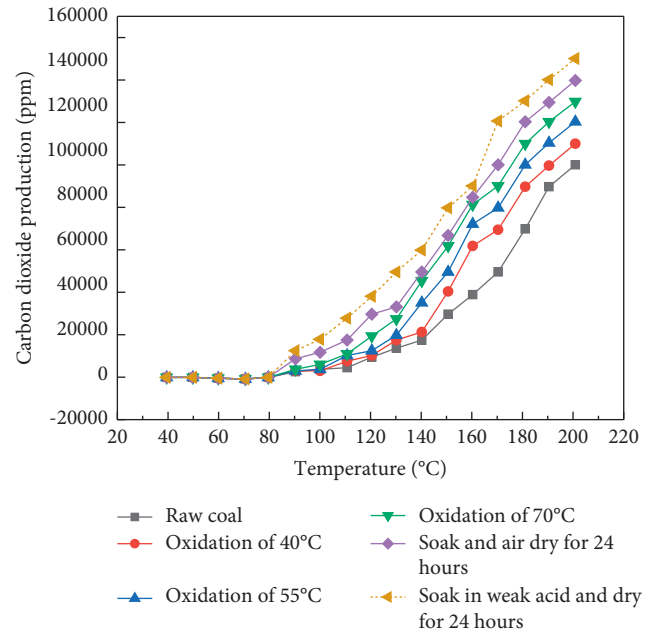 160000
140000
120000
100000
80000
60000
40000
20000
0
-20000
Carbon dioxide production (ppm)
20 40 60 80 100 120 140 160 180 200 220
Temperature (°C)
Raw coal
Oxidation of 40°C
Oxidation of 55°C
Oxidation of 70°C
Soak and air dry for 24
hours
Soak in weak acid and dry
for 24 hours